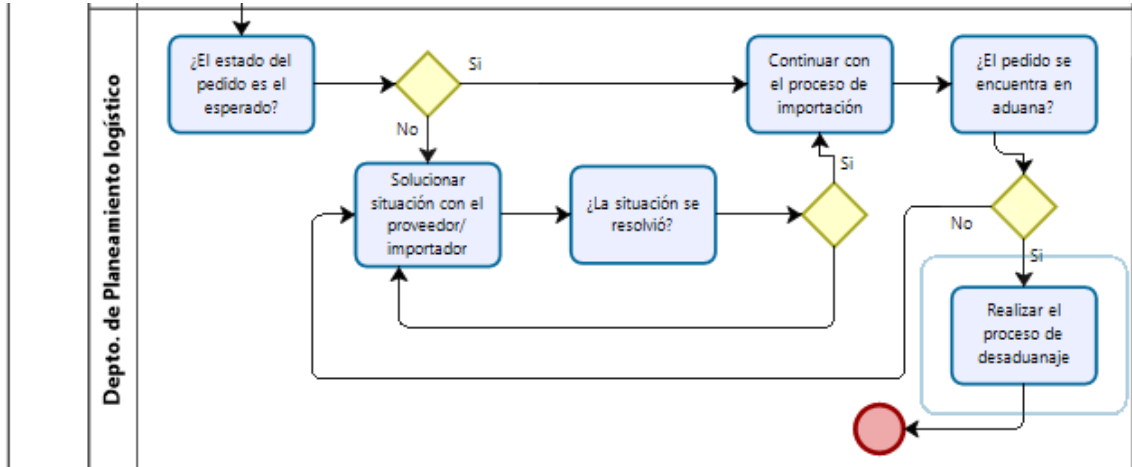 Depto. de Planeamiento logístico
¿El estado del
pedido es el
esperado?
Si
No
Continuar con
el proceso de
importación
¿El pedido se
encuentra en
aduana?
Solucionar
situación con el
proveedor/
importador
¿La situación se
resolvió?
Si
No
Si
Realizar el
proceso de
desaduanaje